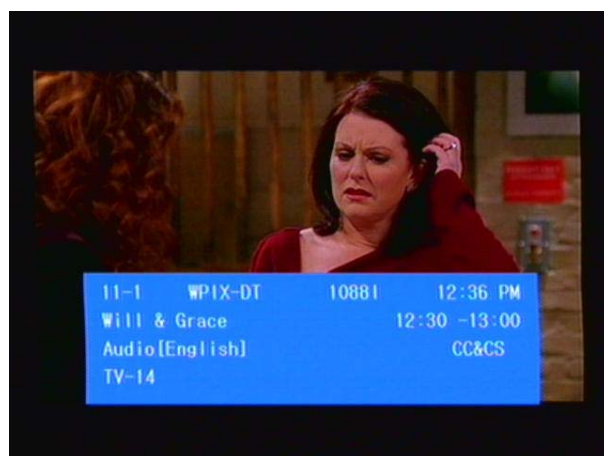 11-1 WPIX-DT 1088I 12:36 PM
Will & Grace 12:30 -13:00
Audio[English] CC&CS
TV-14